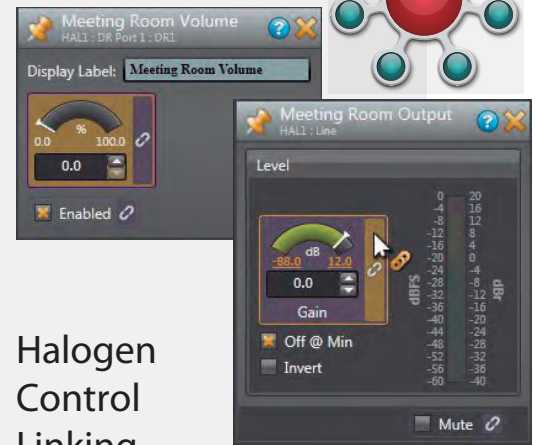 Meeting Room Volume
HAL1 : DR Port 1 : DR1
Display Label: Meeting Room Volume
%
0.0 100.0
0.0
Enabled
Meeting Room Output
HAL1 : Line
Level
dB
-88.0 12.0
0.0
Gain
Off @ Min
Invert
dBFS
dBr
0 20
-4 16
-8 12
-12 8
-16 4
-20 0
-24 -4
-28 -8
-32 -12
-36 -16
-40 -20
-44 -24
-48 -28
-52 -32
-56 -36
-60 -40
Mute
Halogen
Control
Linking